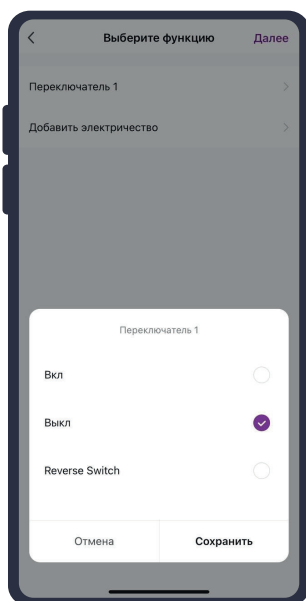 Выберите функцию Далее
Переключатель 1
Добавить электричество
Переключатель 1
Вкл
Выкл
Reverse Switch
Отмена Сохранить